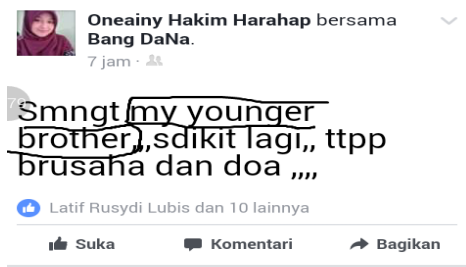 Oneainy Hakim Harahap bersama
Bang DaNa.
7 jam ·
Smngt my younger
brother,,,sdikit lagi,, ttpp
brusaha dan doa ,,,,
Latif Rusydi Lubis dan 10 lainnya
Suka Komentari Bagikan